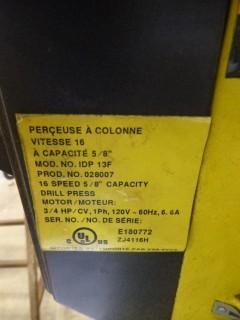 PERÇEUSE À COLONNE
VITESSE 16
À CAPACITÉ 5/8"
MOD. NO. IDP 13F
PROD. NO. 028007
16 SPEED 5/8" CAPACITY
DRILL PRESS
MOTOR/MOTEUR:
3/4 HP/CV, 1Ph, 120V ~ 60Hz, 6.6A
SER. NO./NO DE SÉRIE:
E180772
C UL US
ZJ4116H